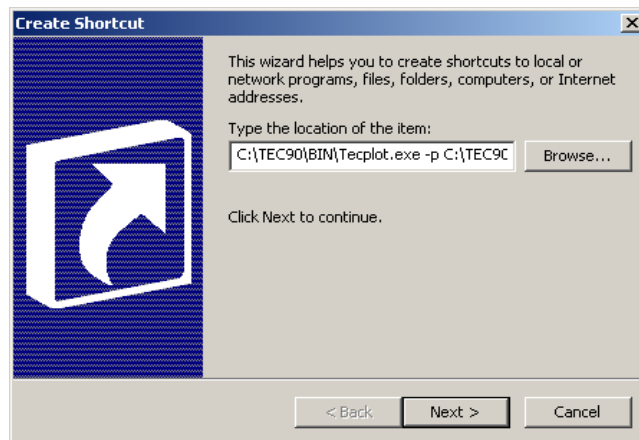 Create Shortcut
This wizard helps you to create shortcuts to local or
network programs, files, folders, computers, or Internet
addresses.
Type the location of the item:
C:\TEC90\BIN\Tecplot.exe -p C:\TEC90
Browse...
Click Next to continue.
< Back
Next >
Cancel